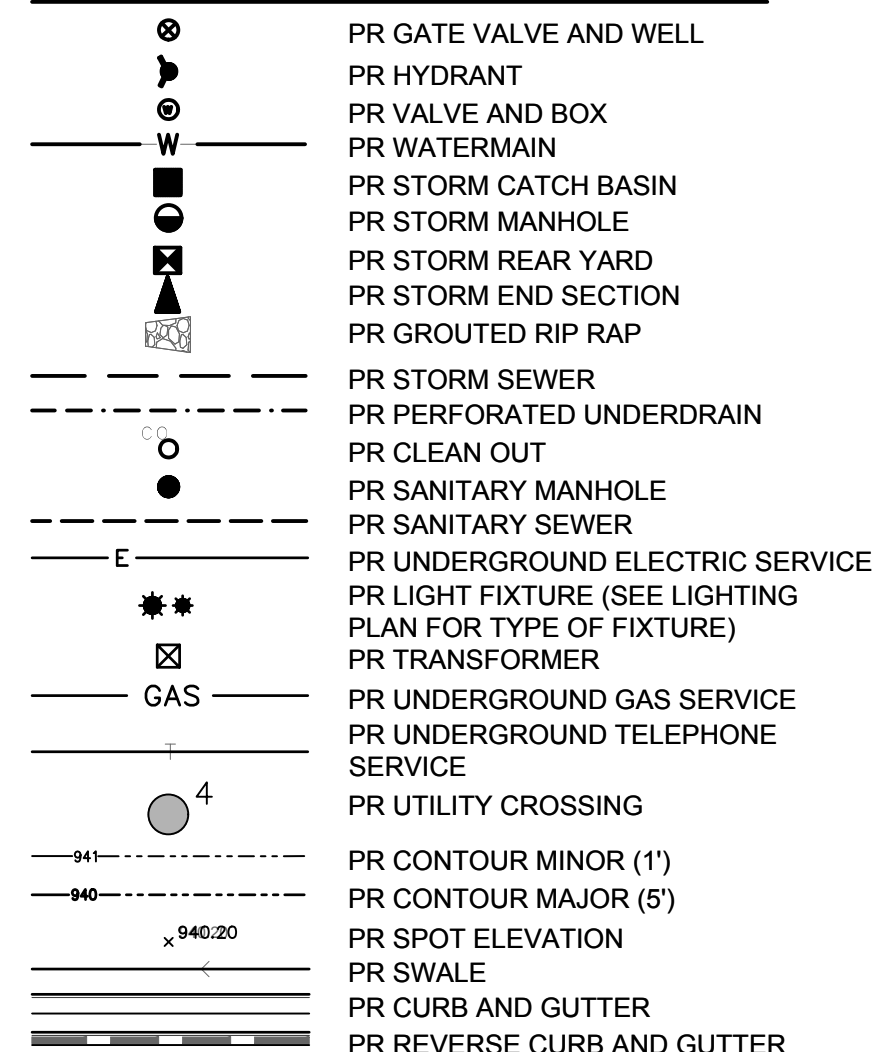 PR GATE VALVE AND WELL
PR HYDRANT
W PR VALVE AND BOX
W PR WATERMAIN
PR STORM CATCH BASIN
PR STORM MANHOLE
PR STORM REAR YARD
PR STORM END SECTION
PR GROUTED RIP RAP
PR STORM SEWER
PR PERFORATED UNDERDRAIN
CO PR CLEAN OUT
PR SANITARY MANHOLE
PR SANITARY SEWER
E PR UNDERGROUND ELECTRIC SERVICE
PR LIGHT FIXTURE (SEE LIGHTING
PLAN FOR TYPE OF FIXTURE)
PR TRANSFORMER
GAS PR UNDERGROUND GAS SERVICE
T PR UNDERGROUND TELEPHONE
SERVICE
4 PR UTILITY CROSSING
941 PR CONTOUR MINOR (1')
940 PR CONTOUR MAJOR (5')
940.20 PR SPOT ELEVATION
PR SWALE
PR CURB AND GUTTER
PR REVERSE CURB AND GUTTER